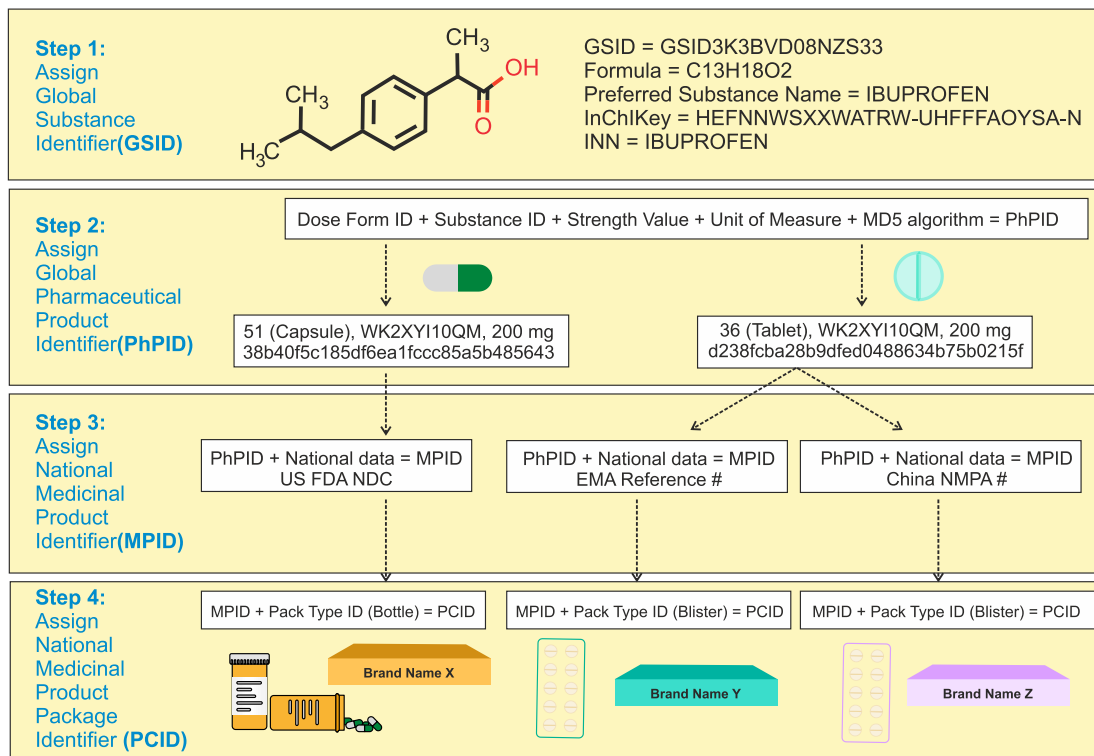 Step 1:
Assign
Global
Substance
Identifier(GSID)
CH3
OH
O
CH3
H3C
GSID = GSID3K3BVD08NZS33
Formula = C13H18O2
Preferred Substance Name = IBUPROFEN
InChIKey = HEFNNWSXXWATRW-UHFFFAOYSA-N
INN = IBUPROFEN
Step 2:
Assign
Global
Pharmaceutical
Product
Identifier(PhPID)
Dose Form ID + Substance ID + Strength Value + Unit of Measure + MD5 algorithm = PhPID
51 (Capsule), WK2XYI10QM, 200 mg
38b40f5c185df6ea1fccc85a5b485643
36 (Tablet), WK2XYI10QM, 200 mg
d238fcba28b9dfed0488634b75b0215f
Step 3:
Assign
National
Medicinal
Product
Identifier(MPID)
PhPID + National data = MPID
US FDA NDC
PhPID + National data = MPID
EMA Reference #
PhPID + National data = MPID
China NMPA #
Step 4:
Assign
National
Medicinal
Product
Package
Identifier (PCID)
MPID + Pack Type ID (Bottle) = PCID
Brand Name X
MPID + Pack Type ID (Blister) = PCID
Brand Name Y
MPID + Pack Type ID (Blister) = PCID
Brand Name Z